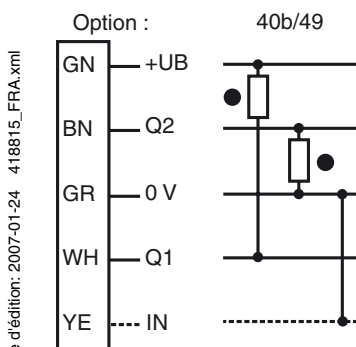 Option : 40b/49
GN +UB
BN Q2
GR 0 V
WH Q1
YE IN
e d'édition: 2007-01-24 418815_FRA.xml